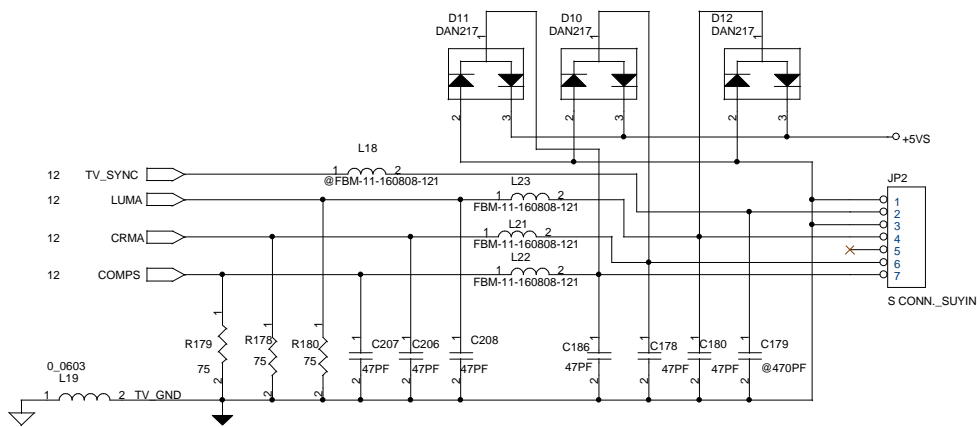 D11
DAN217
D10
DAN217
D12
DAN217
1
1
1
2
3
2
3
2
3
+5VS
L18
12 TV_SYNC
1 2
@FBM-11-160808-121
JP2
L23
12 LUMA
1 2
FBM-11-160808-121
1
2
3
4
5
6
7
L21
12 CRMA
1 2
FBM-11-160808-121
L22
12 COMPS
1 2
FBM-11-160808-121
S CONN._SUYIN
1 1 1 1 1 1 1 1 1 1
R179
75
R178
75
R180
75
C207
47PF
C206
47PF
C208
47PF
C186
47PF
C178
47PF
C180
47PF
C179
@470PF
2 2 2 2 2 2 2 2 2 2
0_0603
L19
1 2 TV_GND